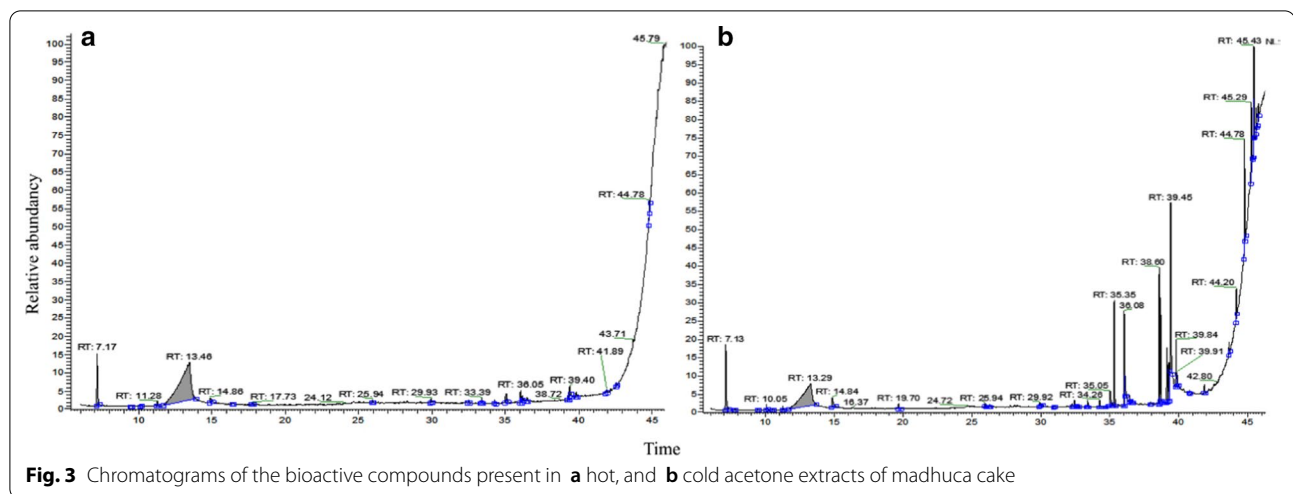 a
45.79
RT: 44.78
43.71
RT: 41.89
RT: 7.17
RT: 13.46
RT: 11.28
RT: 14.86
17.73
24.12
RT: 25.94
RT: 29.93
RT: 33.39
RT: 36.05
RT: 39.40
38.72
100
95
90
85
80
75
70
65
60
55
50
45
40
35
30
25
20
15
10
5
0
10
15
20
25
30
35
40
45
Relative abundancy
b
RT: 45.43 NL:
RT: 45.29
RT: 44.78
RT: 39.45
RT: 38.60
RT: 35.35
36.08
RT: 44.20
RT: 39.84
RT: 39.91
42.80
RT: 7.13
RT: 13.29
RT: 10.05
RT: 14.84
16.37
RT: 19.70
24.72
RT: 25.94
RT: 29.92
RT: 34.26
RT: 35.05
100
95
90
85
80
75
70
65
60
55
50
45
40
35
30
25
20
15
10
5
0
10
15
20
25
30
35
40
45
Time
Fig. 3 Chromatograms of the bioactive compounds present in a hot, and b cold acetone extracts of madhuca cake